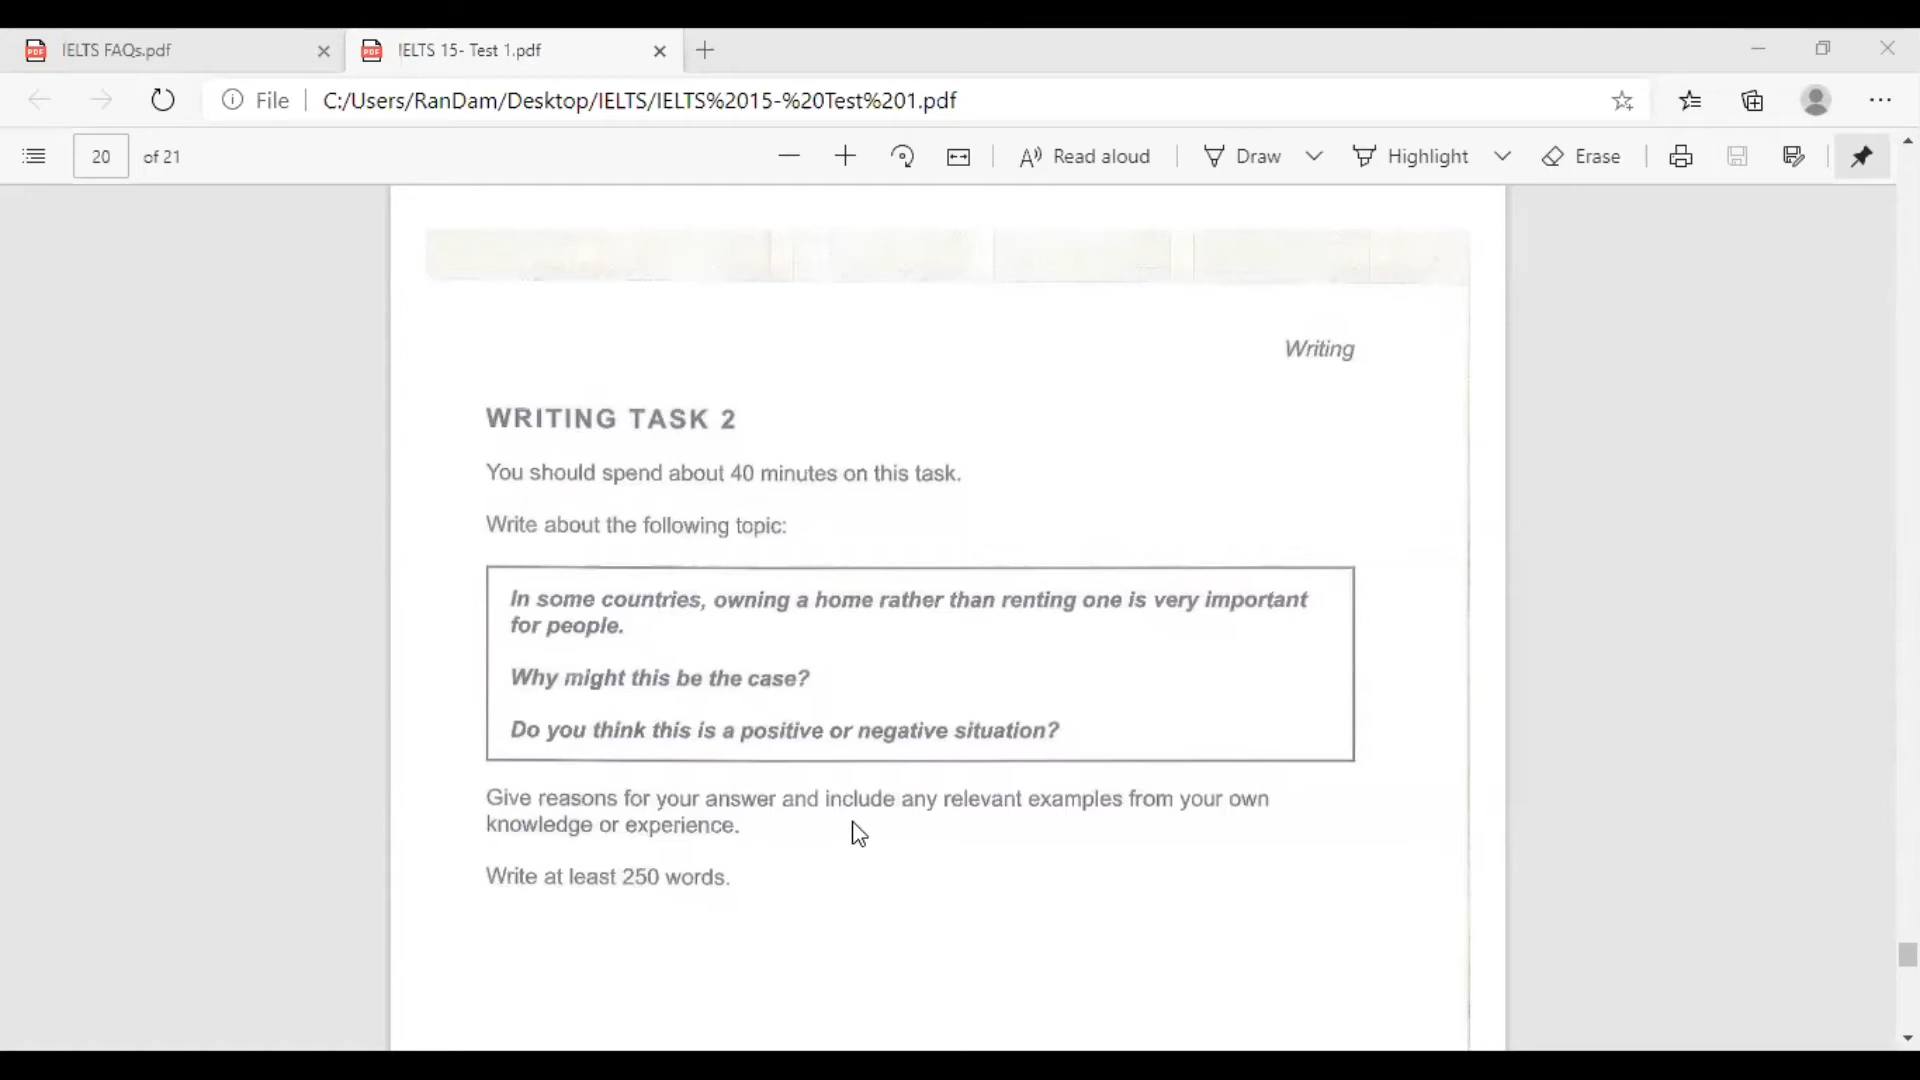 IELTS FAQs.pdf
IELTS 15- Test 1.pdf
File
C:/Users/RanDam/Desktop/IELTS/IELTS%2015-%20Test%201.pdf
20 of 21
Read aloud
Draw
Highlight
Erase
Writing
WRITING TASK 2
You should spend about 40 minutes on this task.
Write about the following topic:
In some countries, owning a home rather than renting one is very important
for people.
Why might this be the case?
Do you think this is a positive or negative situation?
Give reasons for your answer and include any relevant examples from your own
knowledge or experience.
Write at least 250 words.